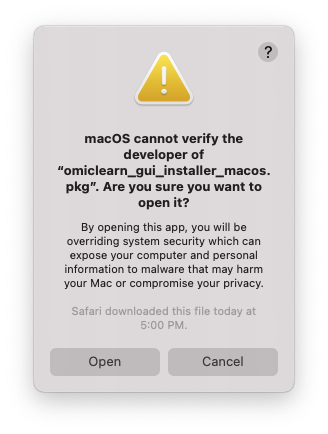 ?
macOS cannot verify the
developer of
“omiclearn_gui_installer_macos.
pkg”. Are you sure you want to
open it?
By opening this app, you will be
overriding system security which can
expose your computer and personal
information to malware that may harm
your Mac or compromise your privacy.
Safari downloaded this file today at
5:00 PM.
Open
Cancel